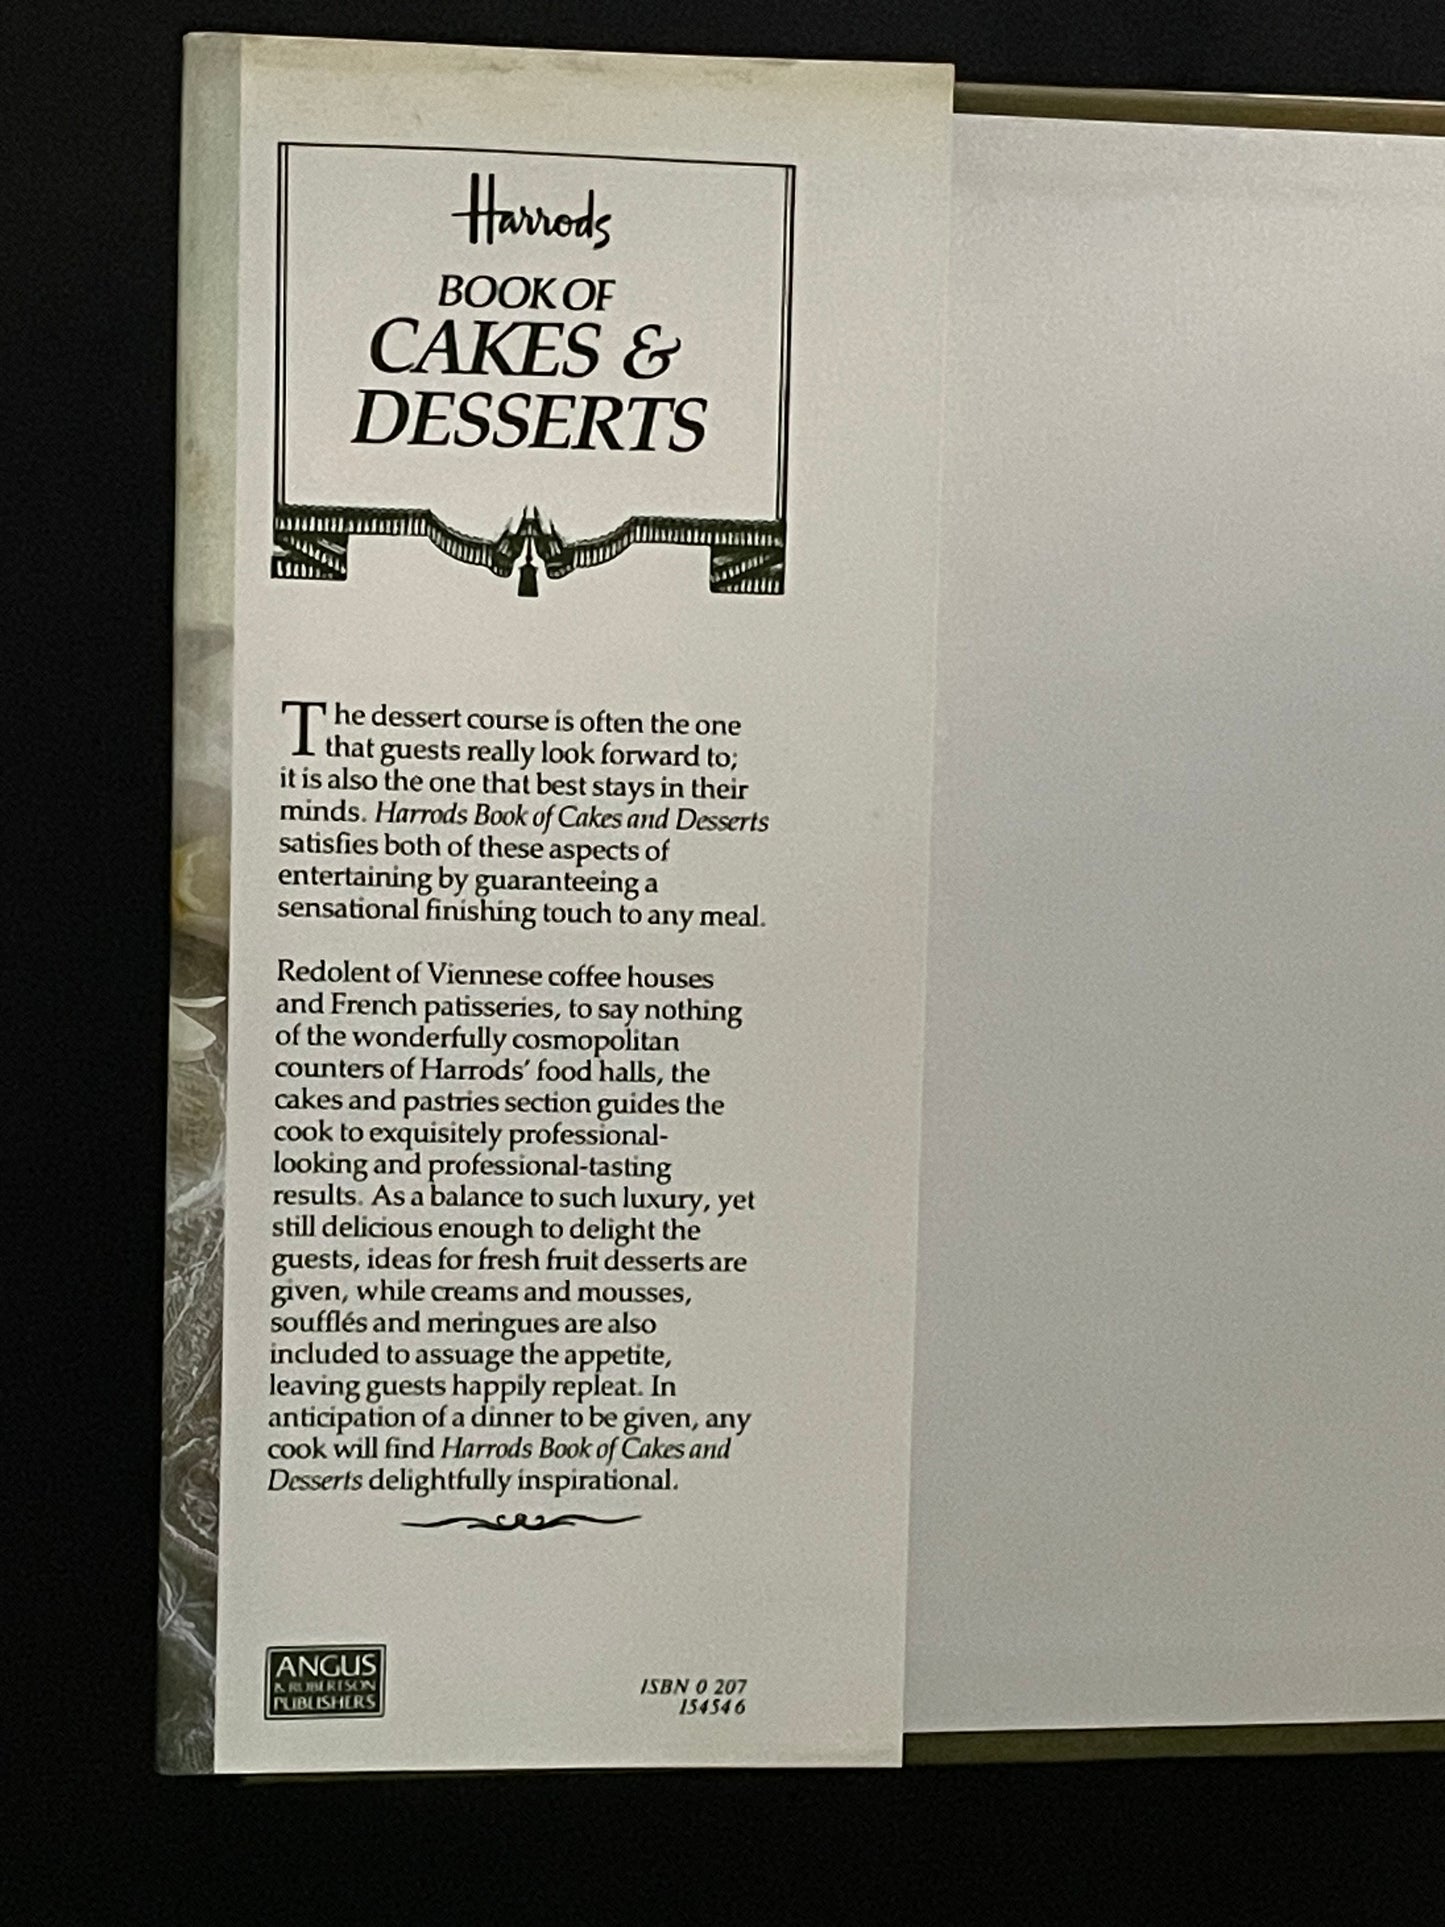 Harrods
BOOK OF
CAKES &
DESSERTS
The dessert course is often the one
that guests really look forward to;
it is also the one that best stays in their
minds. Harrods Book of Cakes and Desserts
satisfies both of these aspects of
entertaining by guaranteeing a
sensational finishing touch to any meal.
Redolent of Viennese coffee houses
and French patisseries, to say nothing
of the wonderfully cosmopolitan
counters of Harrods' food halls, the
cakes and pastries section guides the
cook to exquisitely professional-
looking and professional-tasting
results. As a balance to such luxury, yet
still delicious enough to delight the
guests, ideas for fresh fruit desserts are
given, while creams and mousses,
soufflés and meringues are also
included to assuage the appetite,
leaving guests happily repleat. In
anticipation of a dinner to be given, any
cook will find Harrods Book of Cakes and
Desserts delightfully inspirational.
ANGUS
& ROBERTSON
PUBLISHERS
ISBN 0 207
15454 6